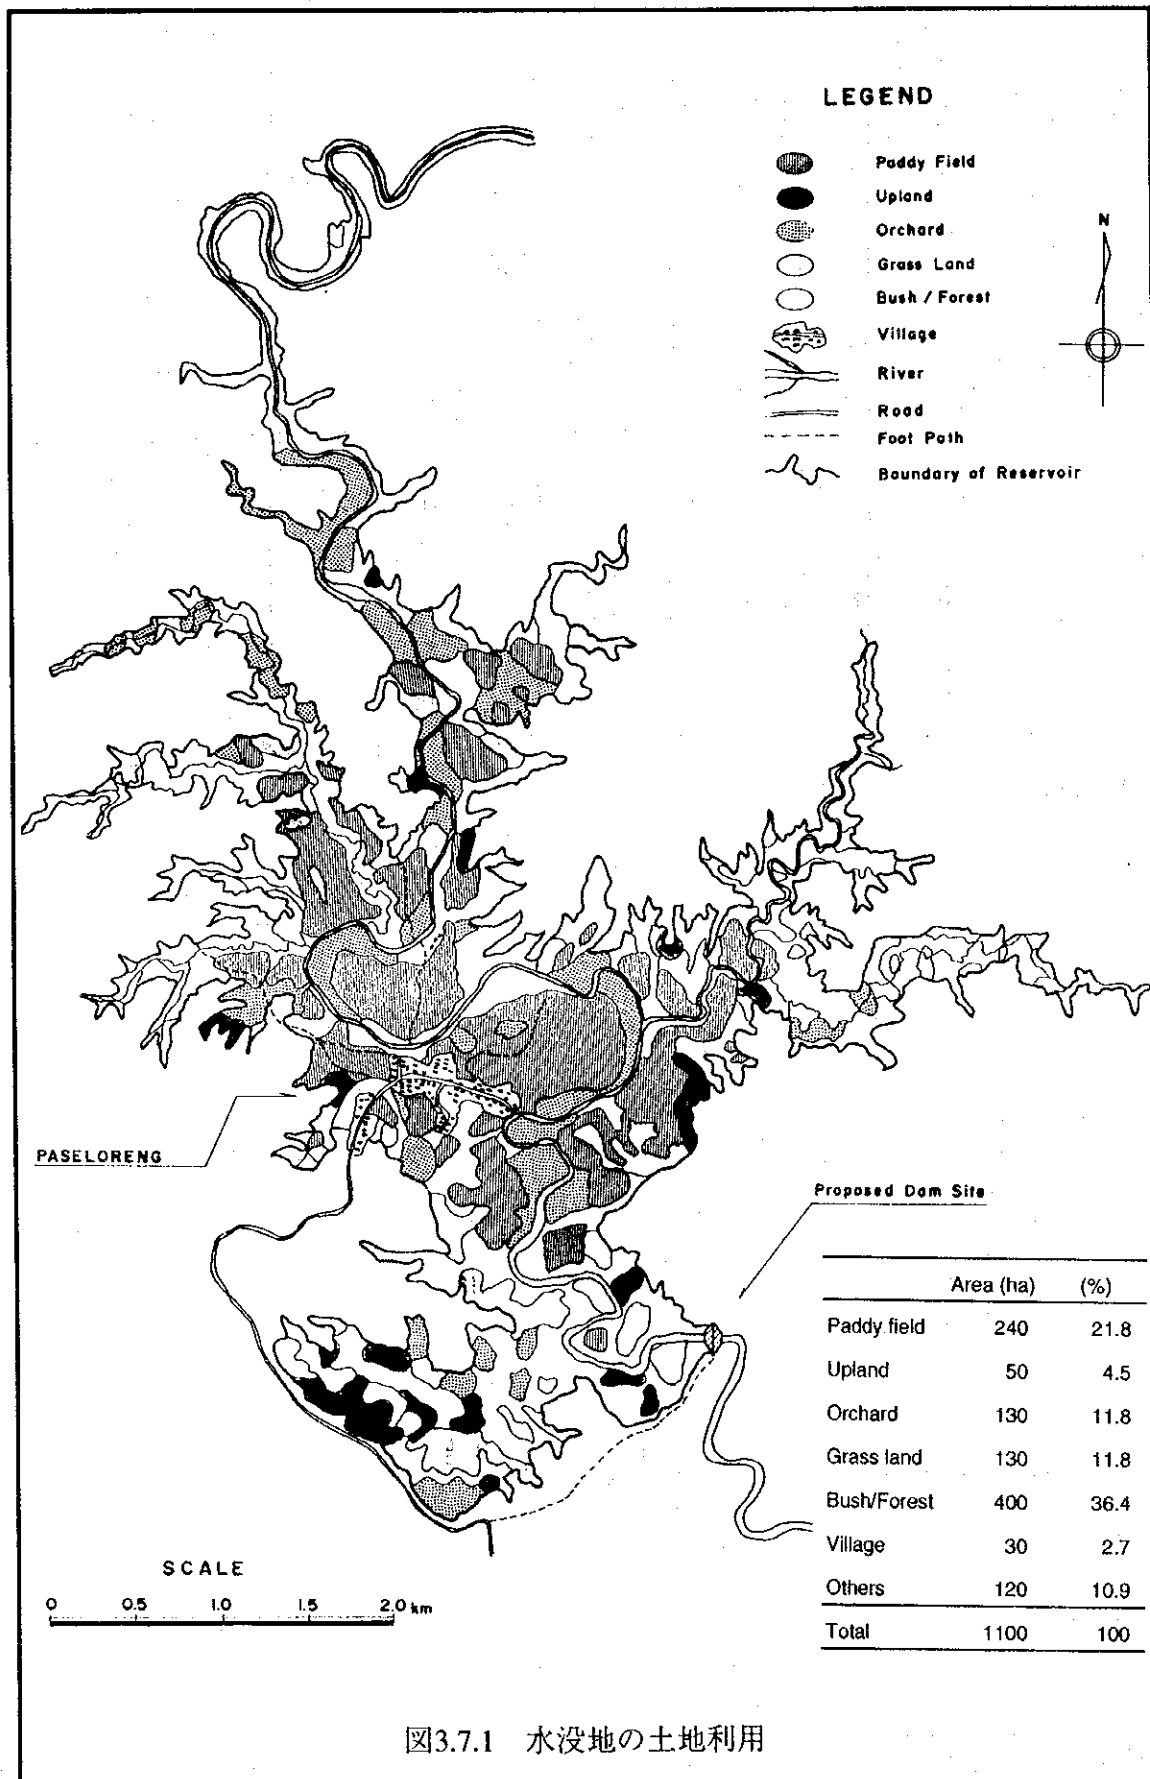 LEGEND
Paddy Field
Upland
Orchard
Grass Land
Bush / Forest
Village
River
Road
Foot Path
Boundary of Reservoir
N
PASELORENG
Proposed Dam Site
Area (ha) (%)
Paddy field 240 21.8
Upland 50 4.5
Orchard 130 11.8
Grass land 130 11.8
Bush/Forest 400 36.4
Village 30 2.7
Others 120 10.9
Total 1100 100
SCALE
0 0.5 1.0 1.5 2.0 km
図3.7.1 水没地の土地利用